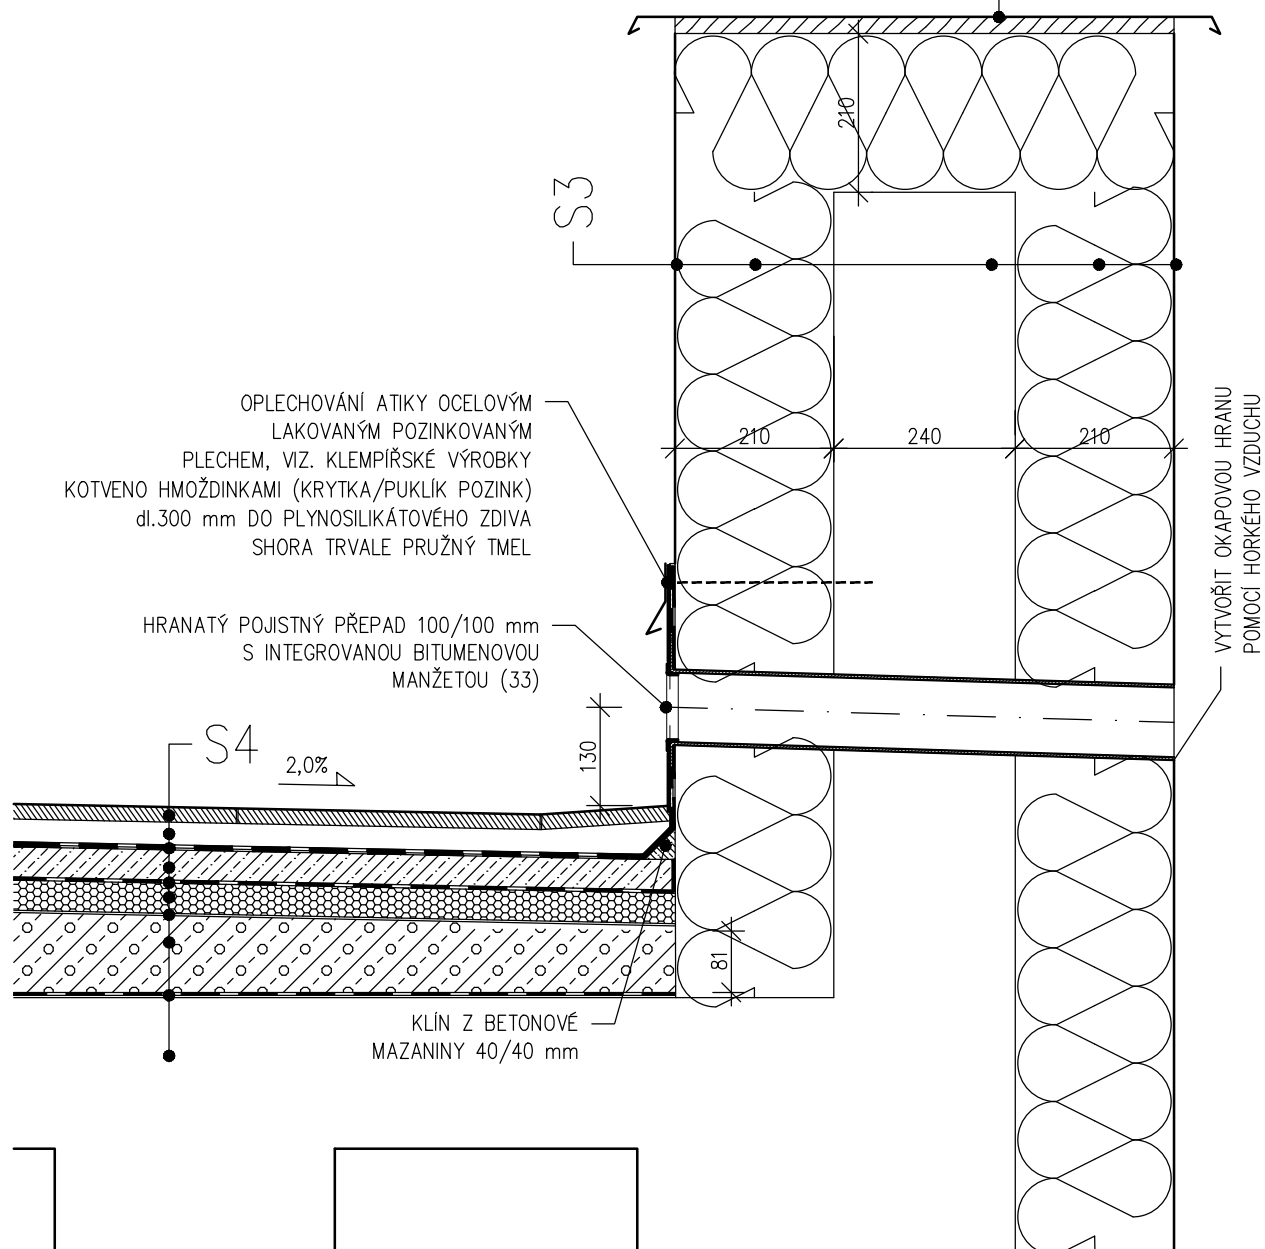 210
S3
OPLECHOVÁNÍ ATIKY OCELOVÝM
LAKOVANÝM POZINKOVANÝM
PLECHEM, VIZ. KLEMPÍŘSKÉ VÝROBKY
KOTVENO HMOŽDINKAMI (KRYTKA/PUKLÍK POZINK)
dl.300 mm DO PLYNOSILIKÁTOVÉHO ZDIVA
SHORA TRVALE PRUŽNÝ TMEL
210
240
210
VYTVOŘIT OKAPOVOU HRANU
POMOCÍ HORKÉHO VZDUCHU
HRANATÝ POJISTNÝ PŘEPAD 100/100 mm
S INTEGROVANOU BITUMENOVOU
MANŽETOU (33)
S4
2,0%
130
81
KLÍN Z BETONOVÉ
MAZANINY 40/40 mm